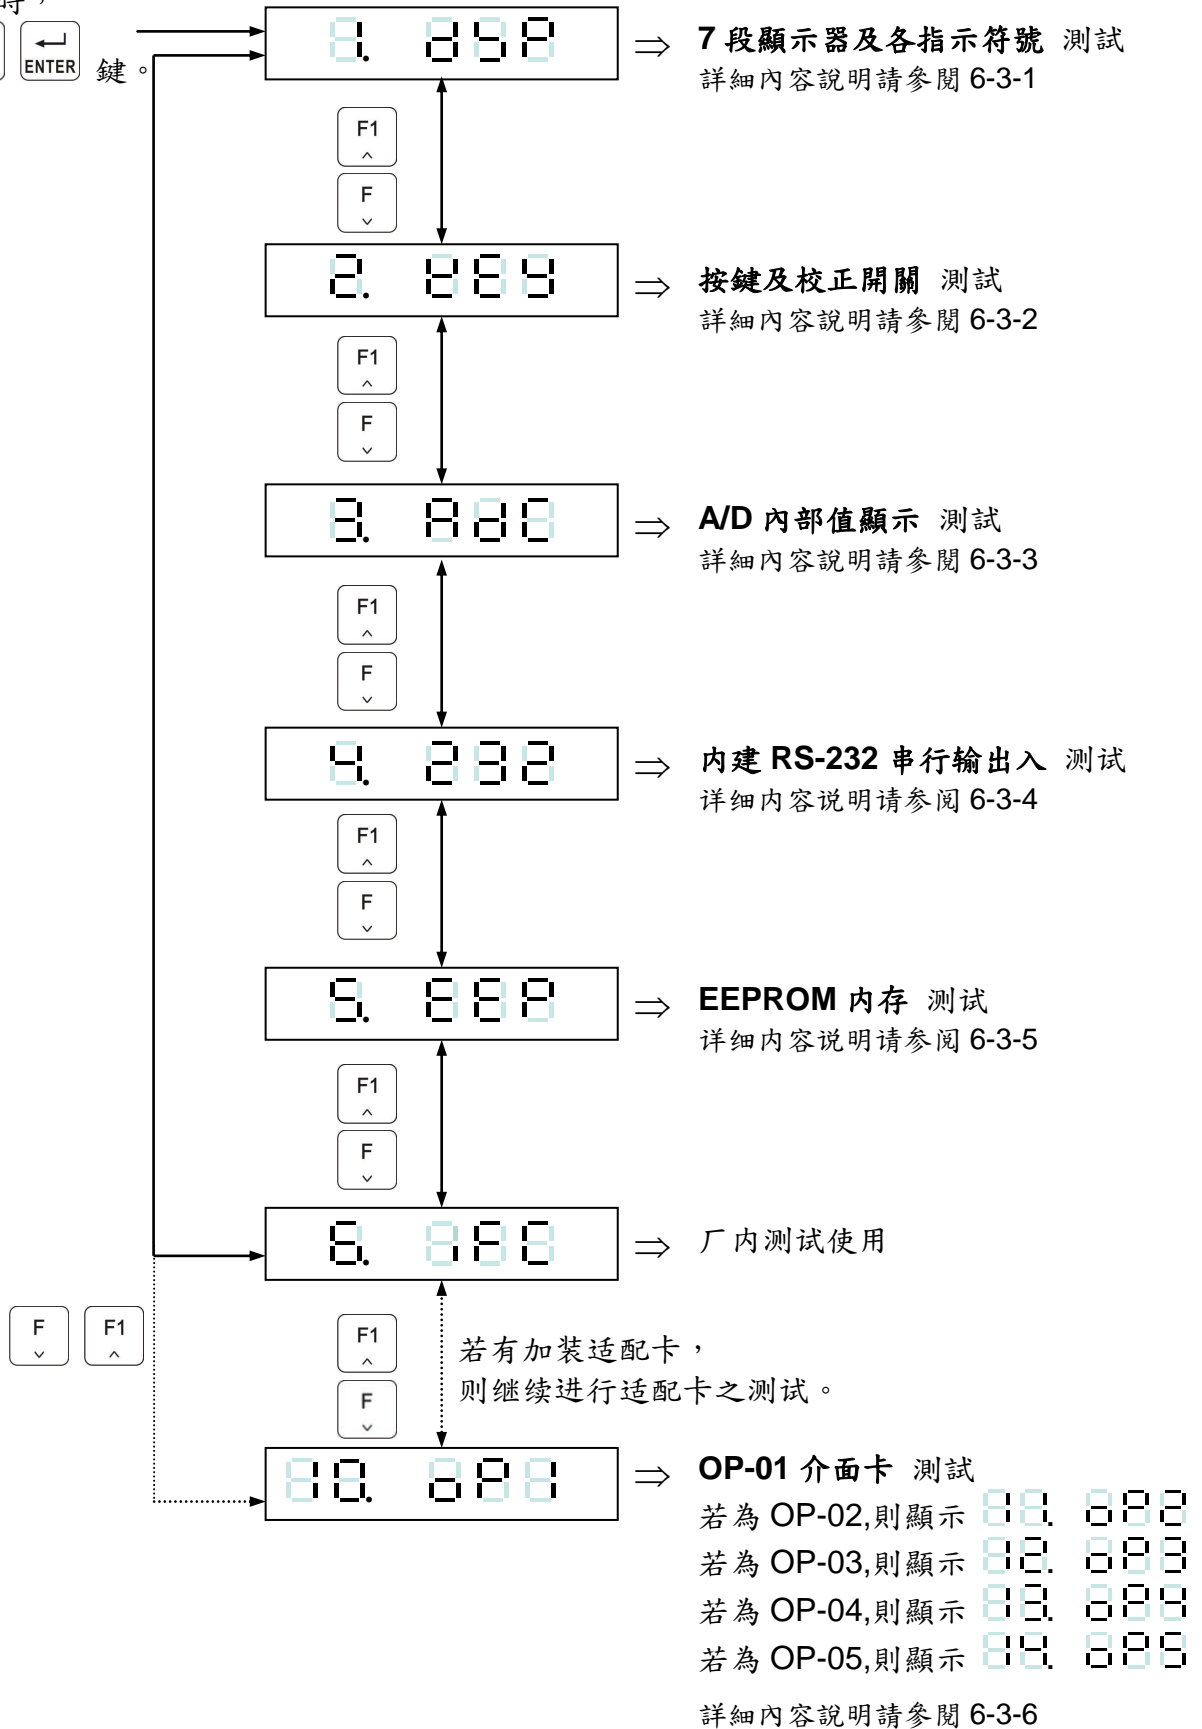 時，
ENTER 鍵。
1. dSP
⇒ 7 段顯示器及各指示符號 測試
詳細內容說明請參閱 6-3-1
F1
F
2. KEY
⇒ 按鍵及校正開關 測試
詳細內容說明請參閱 6-3-2
F1
F
3. AdC
⇒ A/D 內部值顯示 測試
詳細內容說明請參閱 6-3-3
F1
F
4. 232
⇒ 内建 RS-232 串行输出入 测试
详细内容说明请参阅 6-3-4
F1
F
5. EEP
⇒ EEPROM 内存 测试
详细内容说明请参阅 6-3-5
F1
F
6. iFC
⇒ 厂内测试使用
F F1
F1
F
若有加装适配卡，
则继续进行适配卡之测试。
10. oP1
⇒ OP-01 介面卡 測試
若為 OP-02,則顯示 11. oP2
若為 OP-03,則顯示 12. oP3
若為 OP-04,則顯示 13. oP4
若為 OP-05,則顯示 14. oP5
詳細內容說明請參閱 6-3-6